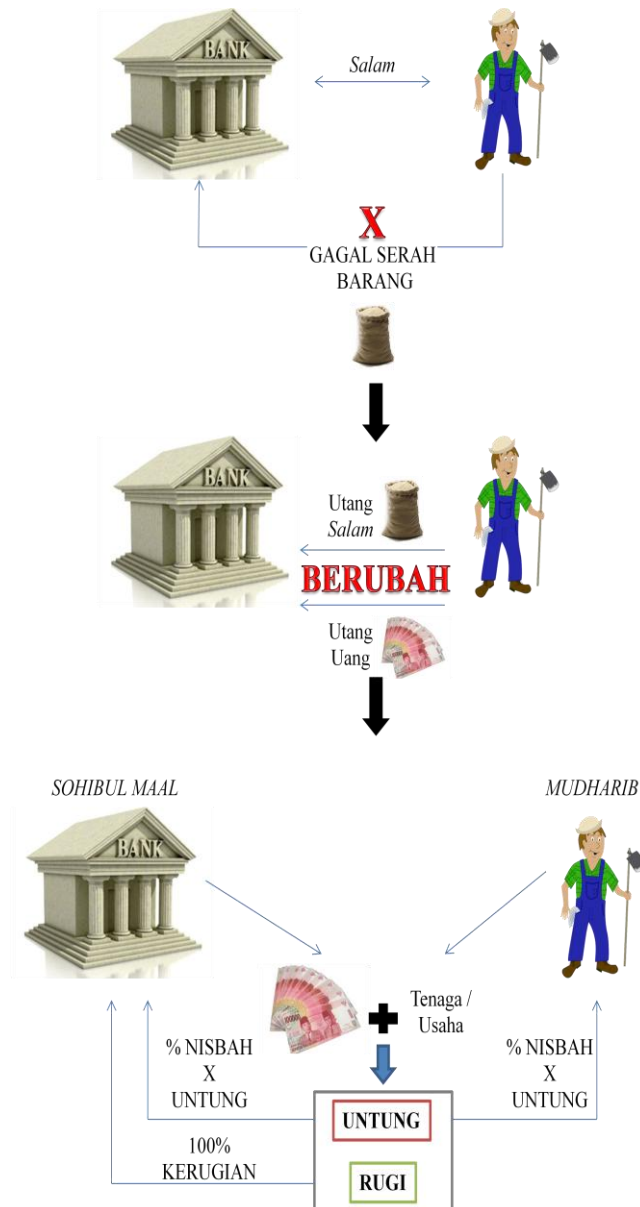 BANK
Salam
X
GAGAL SERAH
BARANG
BANK
Utang
Salam
BERUBAH
Utang
Uang
SOHIBUL MAAL
MUDHARIB
BANK
Tenaga /
Usaha
% NISBAH
X
UNTUNG
% NISBAH
X
UNTUNG
UNTUNG
100%
KERUGIAN
RUGI